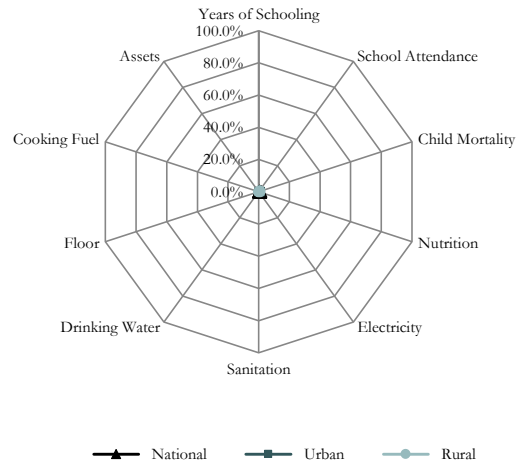 Years of Schooling
100.0%
Assets
School Attendance
80.0%
60.0%
Cooking Fuel
40.0%
Child Mortality
20.0%
0.0%
Floor
Nutrition
Drinking Water
Electricity
Sanitation
National Urban Rural